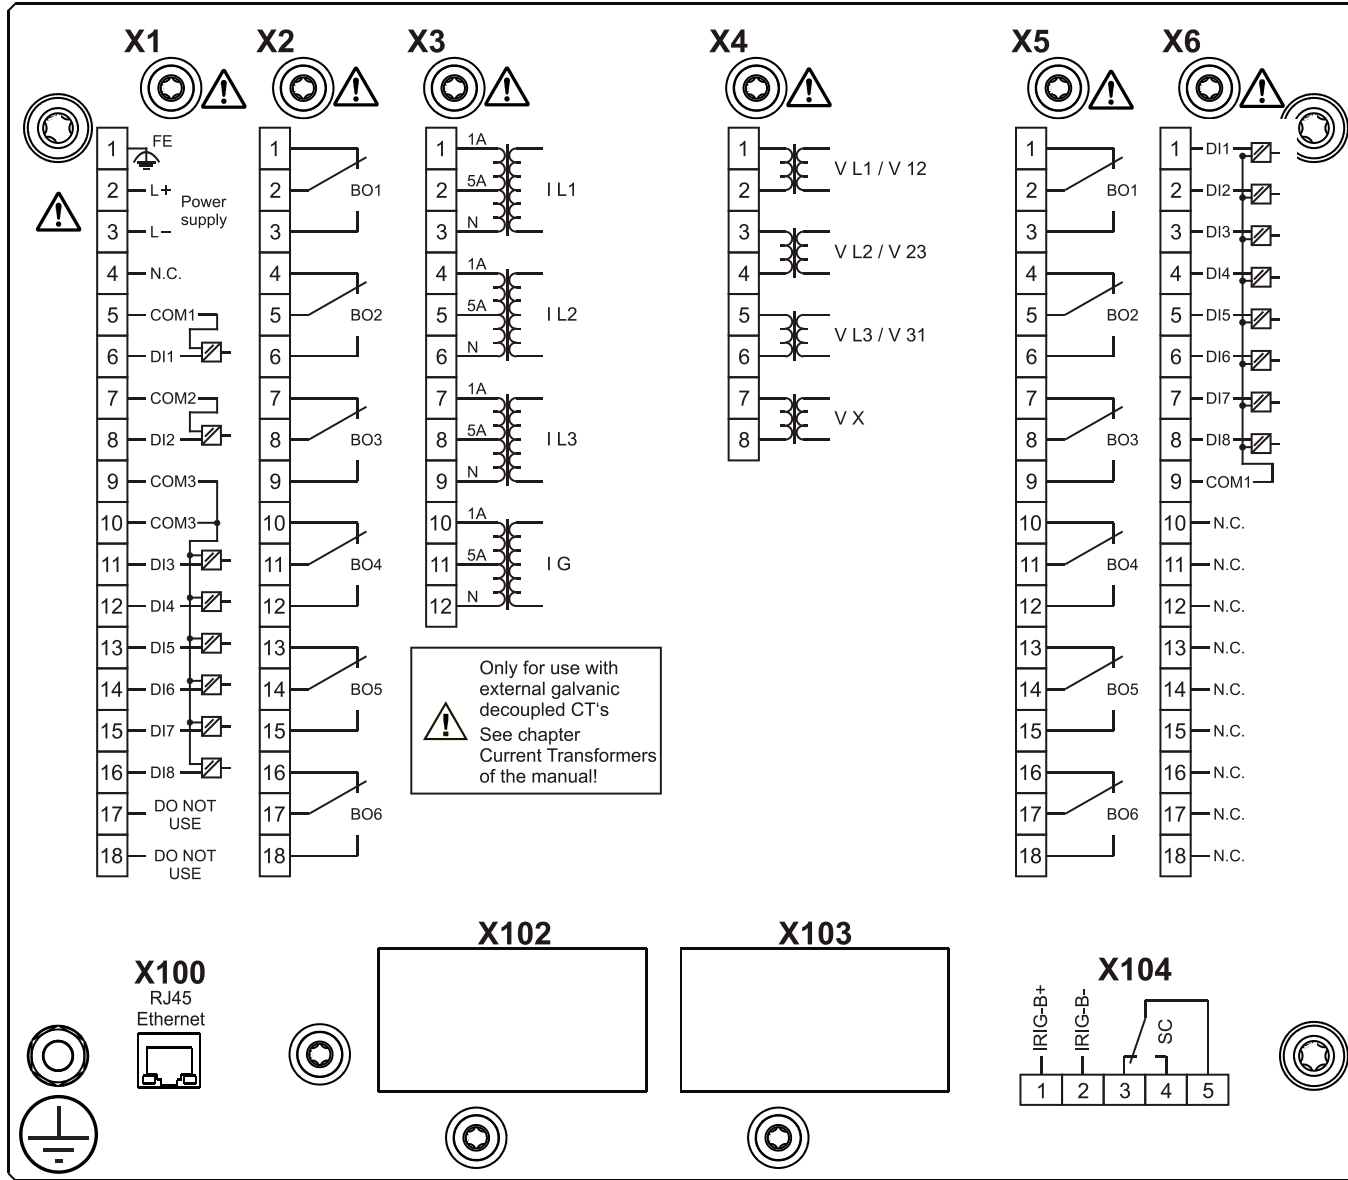 X1
X2
X3
X4
X5
X6
1 FE
2 L+
Power
supply
3 L–
4 N.C.
5 COM1
6 DI1
7 COM2
8 DI2
9 COM3
10 COM3
11 DI3
12 DI4
13 DI5
14 DI6
15 DI7
16 DI8
17 DO NOT
USE
18 DO NOT
USE
1
2 BO1
3
4
5 BO2
6
7
8 BO3
9
10
11 BO4
12
13
14 BO5
15
16
17 BO6
18
1 1A
2 5A I L1
3 N
4 1A
5 5A I L2
6 N
7 1A
8 5A I L3
9 N
10 1A
11 5A I G
12 N
Only for use with
external galvanic
decoupled CT‘s
See chapter
Current Transformers
of the manual!
1
V L1 / V 12
2
3
V L2 / V 23
4
5
V L3 / V 31
6
7
V X
8
1
2 BO1
3
4
5 BO2
6
7
8 BO3
9
10
11 BO4
12
13
14 BO5
15
16
17 BO6
18
1 DI1
2 DI2
3 DI3
4 DI4
5 DI5
6 DI6
7 DI7
8 DI8
9 COM1
10 N.C.
11 N.C.
12 N.C.
13 N.C.
14 N.C.
15 N.C.
16 N.C.
17 N.C.
18 N.C.
X100
RJ45
Ethernet
X102
X103
X104
IRIG-B+
IRIG-B-
SC
1 2 3 4 5